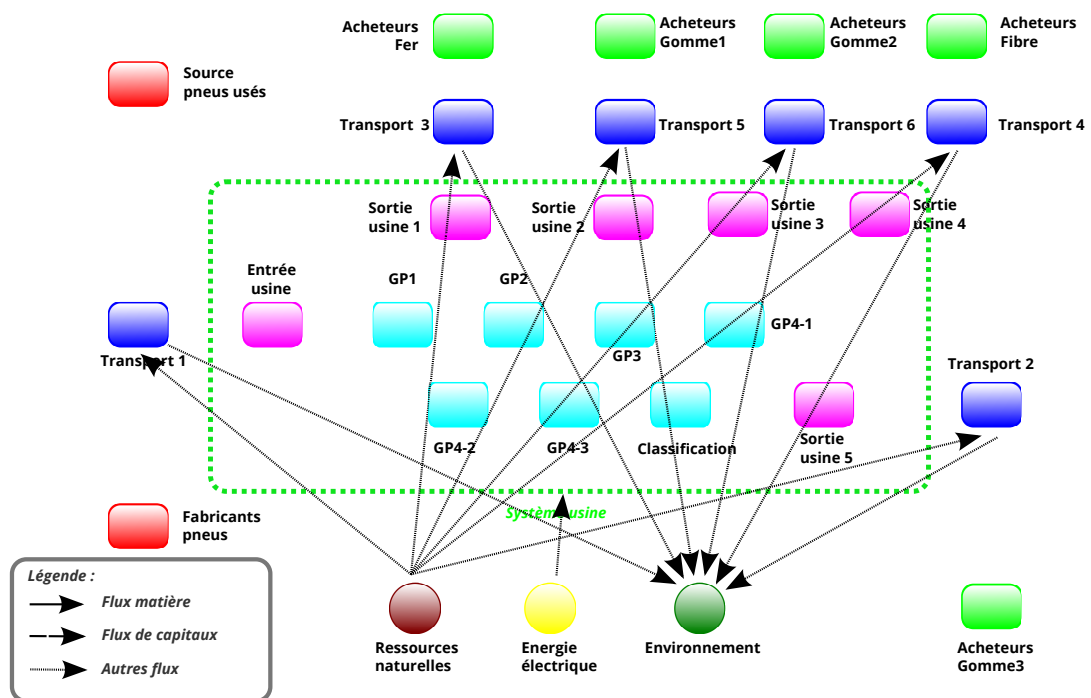 Acheteurs
Fer
Acheteurs
Gomme1
Acheteurs
Gomme2
Acheteurs
Fibre
Source
pneus usés
Transport 3
Transport 5
Transport 6
Transport 4
Sortie
usine 1
Sortie
usine 2
Sortie
usine 3
Sortie
usine 4
Entrée
usine
GP1
GP2
GP3
GP4-1
Transport 1
Transport 2
GP4-2
GP4-3
Classification
Sortie
usine 5
Système usine
Fabricants
pneus
Légende :
Flux matière
Flux de capitaux
Autres flux
Ressources
naturelles
Energie
électrique
Environnement
Acheteurs
Gomme3